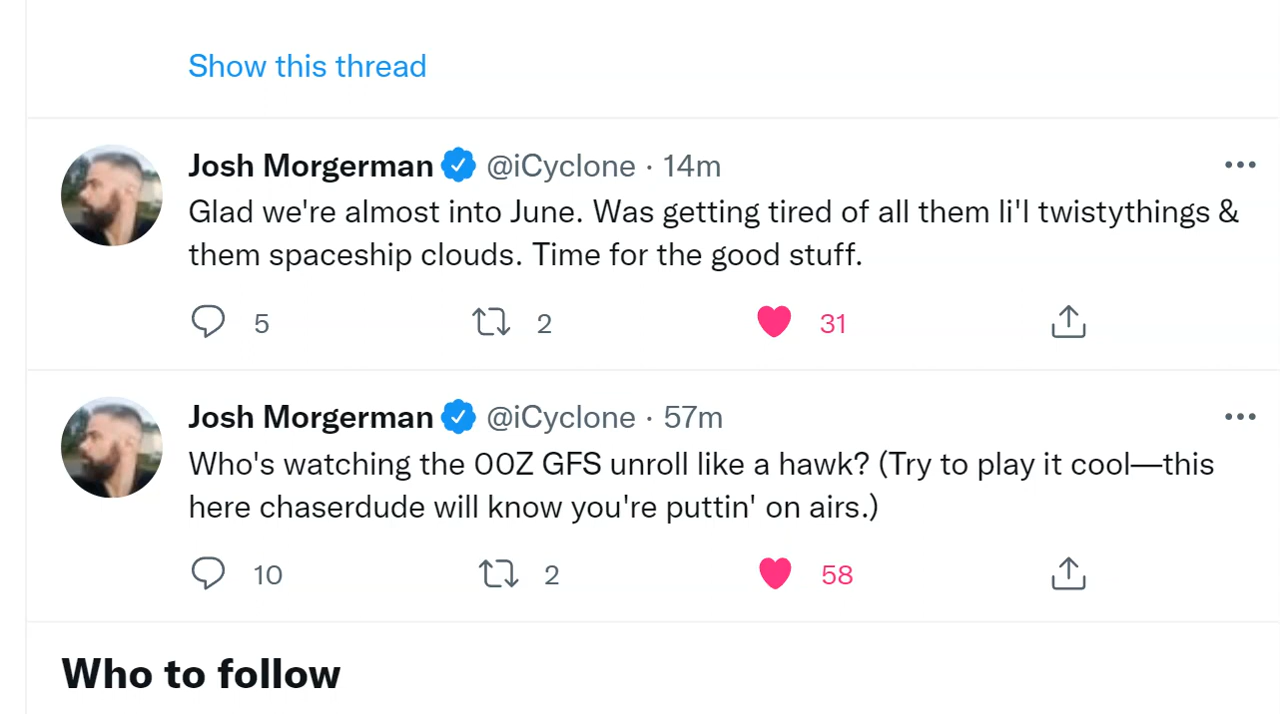 Show this thread
Josh Morgerman @iCyclone · 14m
Glad we're almost into June. Was getting tired of all them li'l twistythings &
them spaceship clouds. Time for the good stuff.
5 2 31
Josh Morgerman @iCyclone · 57m
Who's watching the 00Z GFS unroll like a hawk? (Try to play it cool—this
here chaserdude will know you're puttin' on airs.)
10 2 58
Who to follow